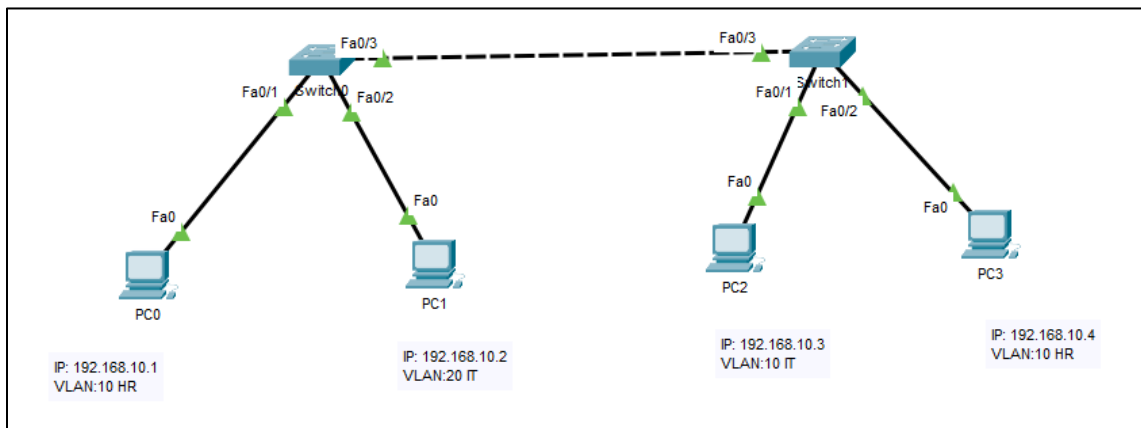 Fa0/3
Fa0/3
Switch0
Switch1
Fa0/1
Fa0/2
Fa0/1
Fa0/2
Fa0
Fa0
Fa0
Fa0
PC0
PC1
PC2
PC3
IP: 192.168.10.1
VLAN:10 HR
IP: 192.168.10.2
VLAN:20 IT
IP: 192.168.10.3
VLAN:10 IT
IP: 192.168.10.4
VLAN:10 HR